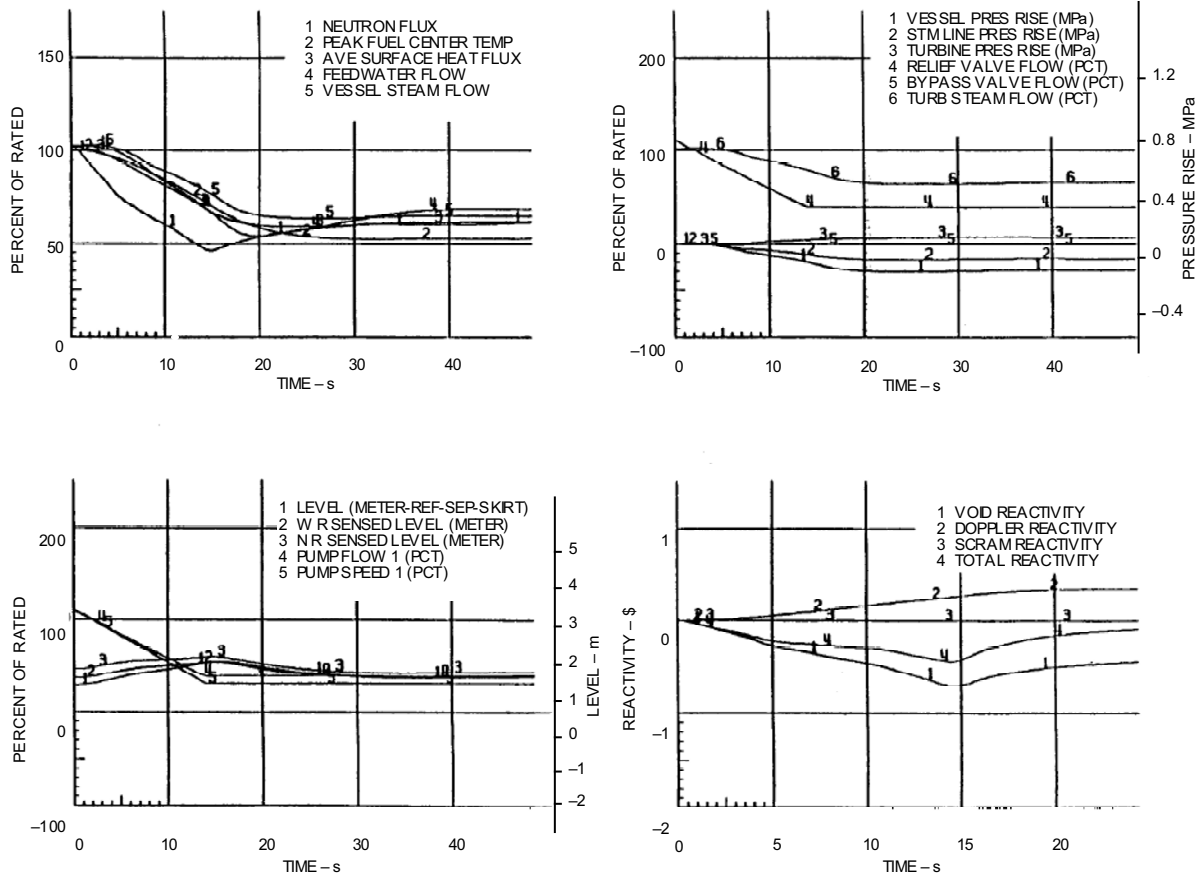 1 NEUTRON FLUX
2 PEAK FUEL CENTER TEMP
3 AVE SURFACE HEAT FLUX
4 FEEDWATER FLOW
5 VESSEL STEAM FLOW
PERCENT OF RATED
150
100
50
0
0 10 20 30 40
TIME – s
1 VESSEL PRES RISE (MPa)
2 STM LINE PRES RISE (MPa)
3 TURBINE PRES RISE (MPa)
4 RELIEF VALVE FLOW (PCT)
5 BYPASS VALVE FLOW (PCT)
6 TURB STEAM FLOW (PCT)
PERCENT OF RATED
200
100
0
–100
1.2
0.8
0.4
0
–0.4
PRESSURE RISE – MPa
0 10 20 30 40
TIME – s
1 LEVEL (METER-REF-SEP-SKIRT)
2 W R SENSED LEVEL (METER)
3 N R SENSED LEVEL (METER)
4 PUMP FLOW 1 (PCT)
5 PUMP SPEED 1 (PCT)
PERCENT OF RATED
200
100
0
–100
5
4
3
2
1
0
–1
–2
LEVEL – m
0 10 20 30 40
TIME – s
1 VOID REACTIVITY
2 DOPPLER REACTIVITY
3 SCRAM REACTIVITY
4 TOTAL REACTIVITY
REACTIVITY – $
1
0
–1
–2
0 5 10 15 20
TIME – s